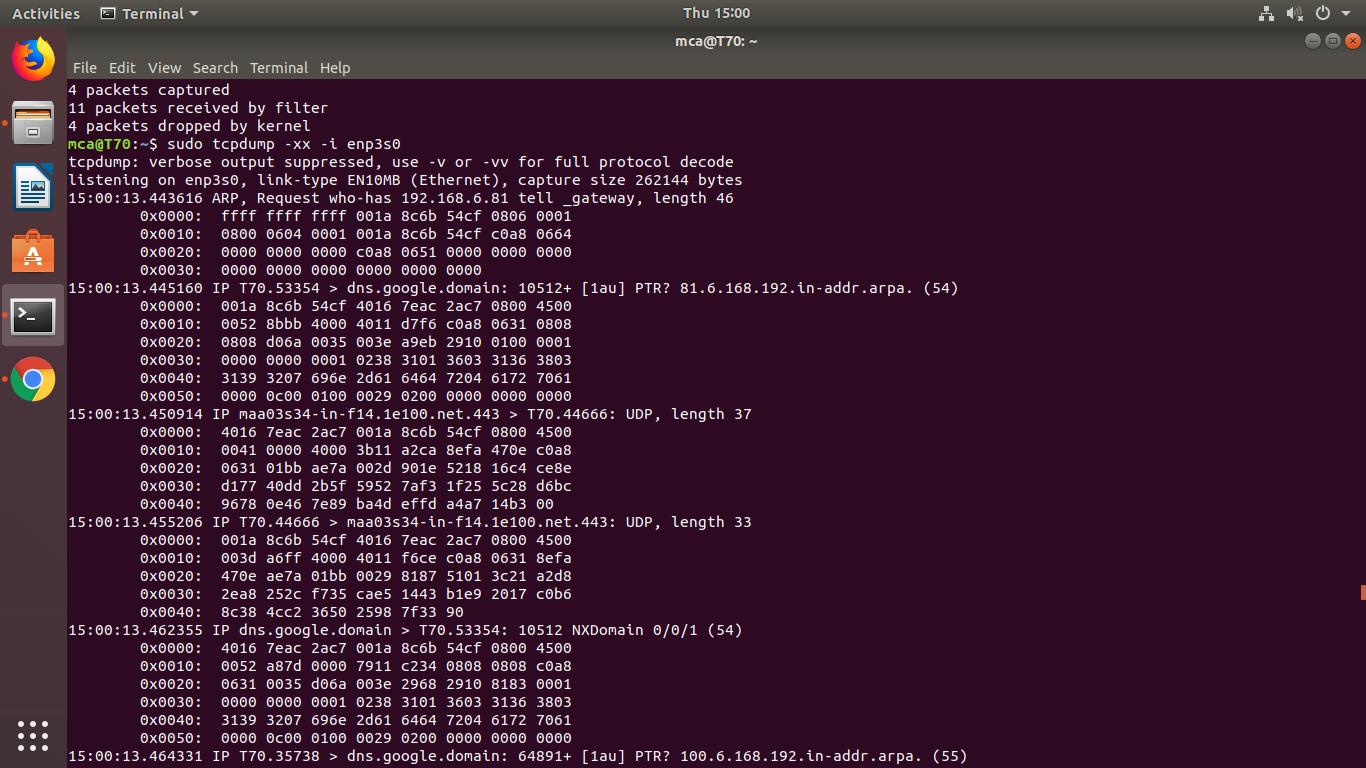 Activities Terminal Thu 15:00
mca@T70: ~
File Edit View Search Terminal Help
4 packets captured
11 packets received by filter
4 packets dropped by kernel
mca@T70:~$ sudo tcpdump -xx -i enp3s0
tcpdump: verbose output suppressed, use -v or -vv for full protocol decode
listening on enp3s0, link-type EN10MB (Ethernet), capture size 262144 bytes
15:00:13.443616 ARP, Request who-has 192.168.6.81 tell _gateway, length 46
0x0000: ffff ffff ffff 001a 8c6b 54cf 0806 0001
0x0010: 0800 0604 0001 001a 8c6b 54cf c0a8 0664
0x0020: 0000 0000 0000 c0a8 0651 0000 0000 0000
0x0030: 0000 0000 0000 0000 0000 0000
15:00:13.445160 IP T70.53354 > dns.google.domain: 10512+ [1au] PTR? 81.6.168.192.in-addr.arpa. (54)
0x0000: 001a 8c6b 54cf 4016 7eac 2ac7 0800 4500
0x0010: 0052 8bbb 4000 4011 d7f6 c0a8 0631 0808
0x0020: 0808 d06a 0035 003e a9eb 2910 0100 0001
0x0030: 0000 0000 0001 0238 3101 3603 3136 3803
0x0040: 3139 3207 696e 2d61 6464 7204 6172 7061
0x0050: 0000 0c00 0100 0029 0200 0000 0000 0000
15:00:13.450914 IP maa03s34-in-f14.1e100.net.443 > T70.44666: UDP, length 37
0x0000: 4016 7eac 2ac7 001a 8c6b 54cf 0800 4500
0x0010: 0041 0000 4000 3b11 a2ca 8efa 470e c0a8
0x0020: 0631 01bb ae7a 002d 901e 5218 16c4 ce8e
0x0030: d177 40dd 2b5f 5952 7af3 1f25 5c28 d6bc
0x0040: 9678 0e46 7e89 ba4d effd a4a7 14b3 00
15:00:13.455206 IP T70.44666 > maa03s34-in-f14.1e100.net.443: UDP, length 33
0x0000: 001a 8c6b 54cf 4016 7eac 2ac7 0800 4500
0x0010: 003d a6ff 4000 4011 f6ce c0a8 0631 8efa
0x0020: 470e ae7a 01bb 0029 8187 5101 3c21 a2d8
0x0030: 2ea8 252c f735 cae5 1443 b1e9 2017 c0b6
0x0040: 8c38 4cc2 3650 2598 7f33 90
15:00:13.462355 IP dns.google.domain > T70.53354: 10512 NXDomain 0/0/1 (54)
0x0000: 4016 7eac 2ac7 001a 8c6b 54cf 0800 4500
0x0010: 0052 a87d 0000 7911 c234 0808 0808 c0a8
0x0020: 0631 0035 d06a 003e 2968 2910 8183 0001
0x0030: 0000 0000 0001 0238 3101 3603 3136 3803
0x0040: 3139 3207 696e 2d61 6464 7204 6172 7061
0x0050: 0000 0c00 0100 0029 0200 0000 0000 0000
15:00:13.464331 IP T70.35738 > dns.google.domain: 64891+ [1au] PTR? 100.6.168.192.in-addr.arpa. (55)